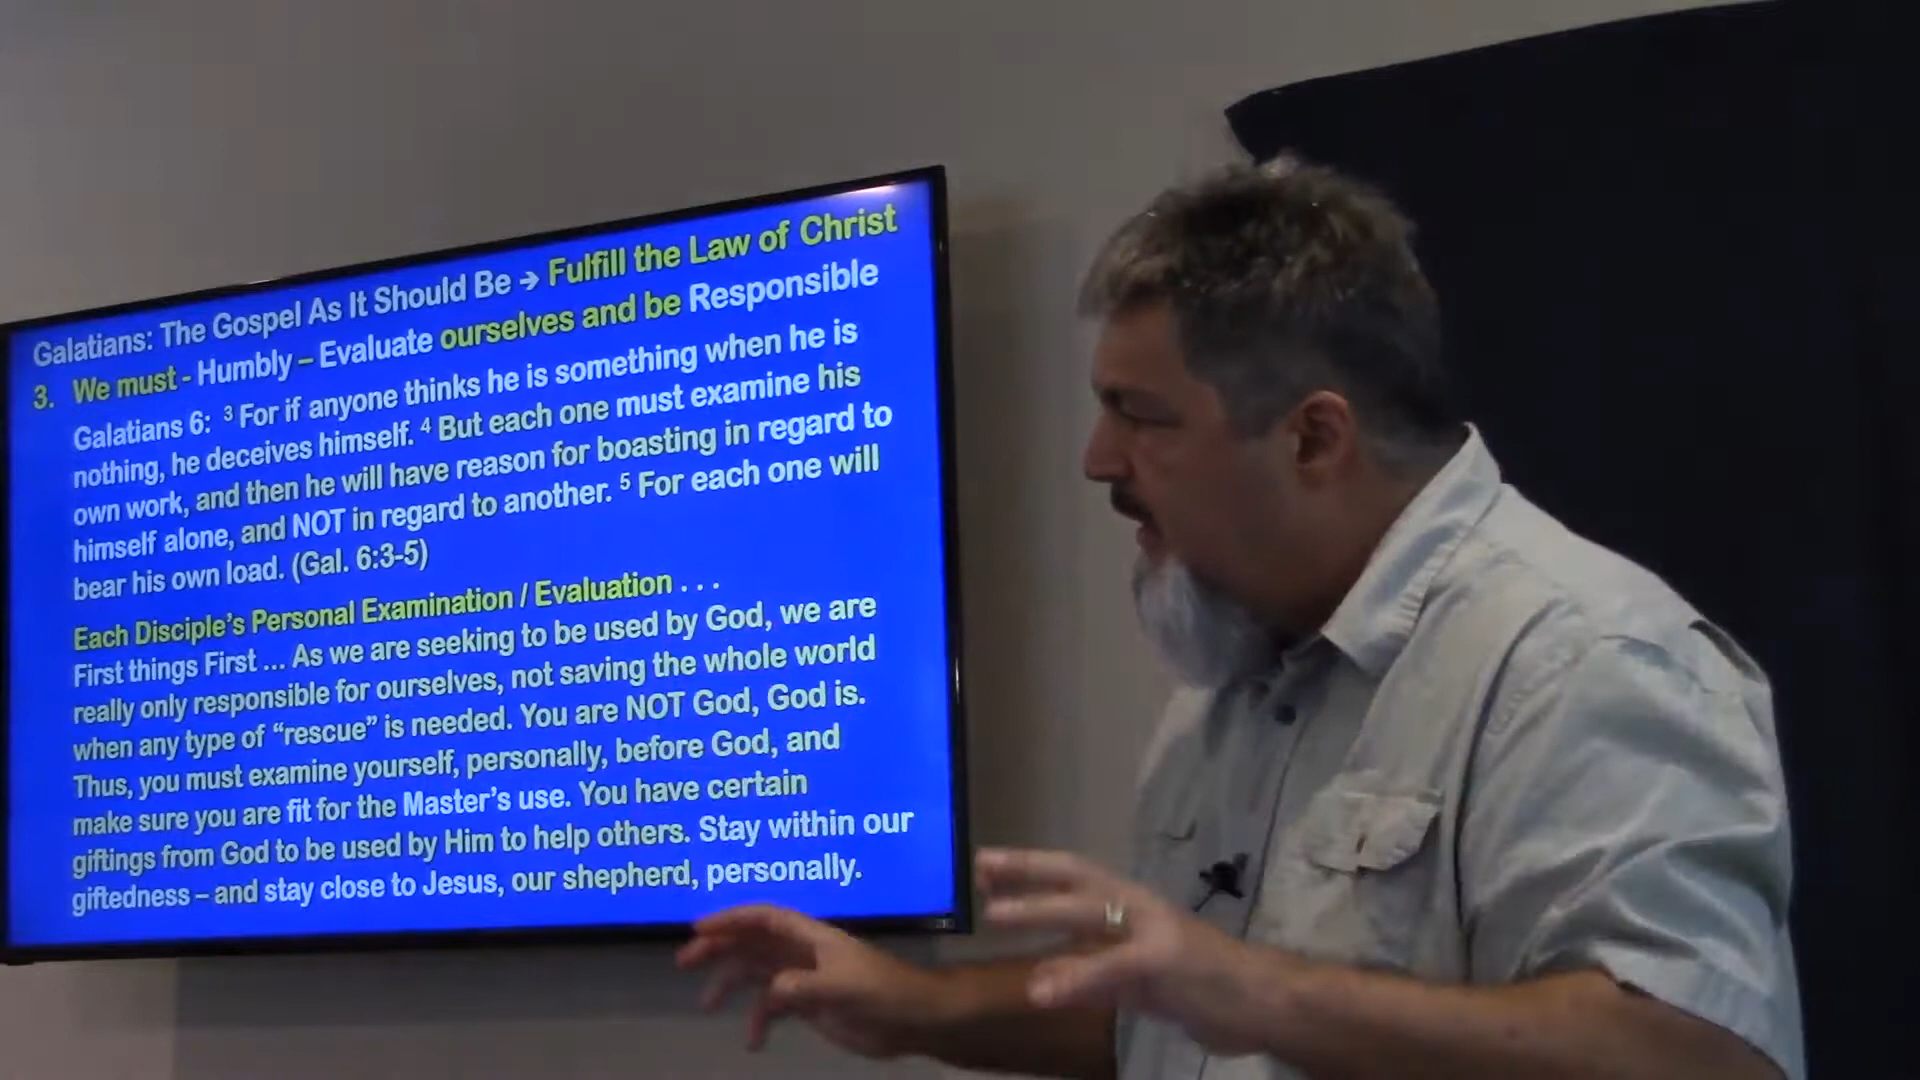 Galatians: The Gospel As It Should Be → Fulfill the Law of Christ
3. We must - Humbly – Evaluate ourselves and be Responsible
Galatians 6: ³ For if anyone thinks he is something when he is
nothing, he deceives himself. ⁴ But each one must examine his
own work, and then he will have reason for boasting in regard to
himself alone, and NOT in regard to another. ⁵ For each one will
bear his own load. (Gal. 6:3-5)
Each Disciple's Personal Examination / Evaluation . . .
First things First ... As we are seeking to be used by God, we are
really only responsible for ourselves, not saving the whole world
when any type of “rescue” is needed. You are NOT God, God is.
Thus, you must examine yourself, personally, before God, and
make sure you are fit for the Master's use. You have certain
giftings from God to be used by Him to help others. Stay within our
giftedness – and stay close to Jesus, our shepherd, personally.